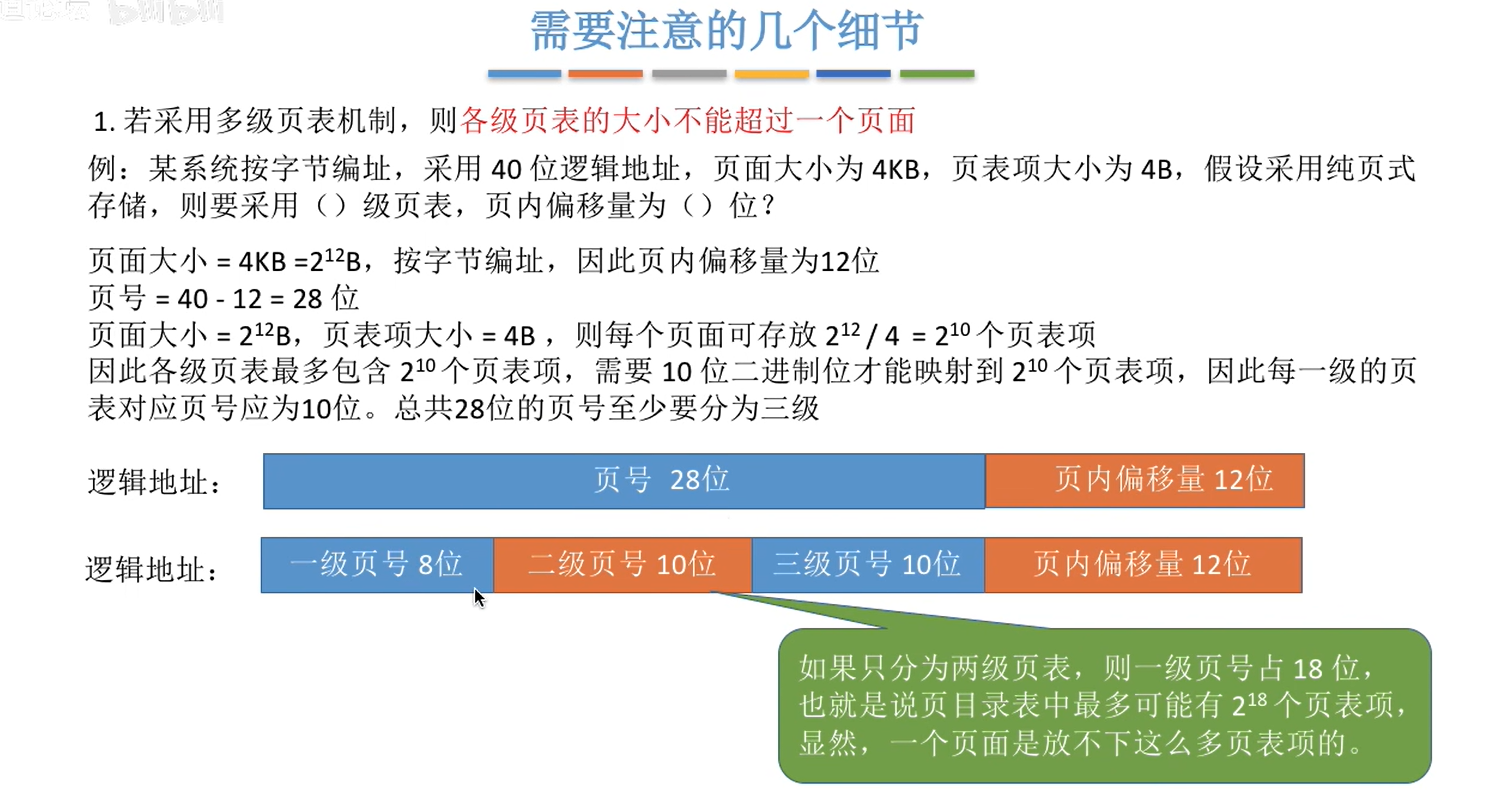 需要注意的几个细节
1. 若采用多级页表机制，则各级页表的大小不能超过一个页面
例：某系统按字节编址，采用 40 位逻辑地址，页面大小为 4KB，页表项大小为 4B，假设采用纯页式
存储，则要采用（）级页表，页内偏移量为（）位？
页面大小 = 4KB =2¹²B，按字节编址，因此页内偏移量为12位
页号 = 40 - 12 = 28 位
页面大小 = 2¹²B，页表项大小 = 4B ，则每个页面可存放 2¹² / 4 = 2¹⁰ 个页表项
因此各级页表最多包含 2¹⁰ 个页表项，需要 10 位二进制位才能映射到 2¹⁰ 个页表项，因此每一级的页
表对应页号应为10位。总共28位的页号至少要分为三级
逻辑地址： 页号 28位 页内偏移量 12位
逻辑地址： 一级页号 8位 二级页号 10位 三级页号 10位 页内偏移量 12位
如果只分为两级页表，则一级页号占 18 位，
也就是说页目录表中最多可能有 2¹⁸ 个页表项，
显然，一个页面是放不下这么多页表项的。